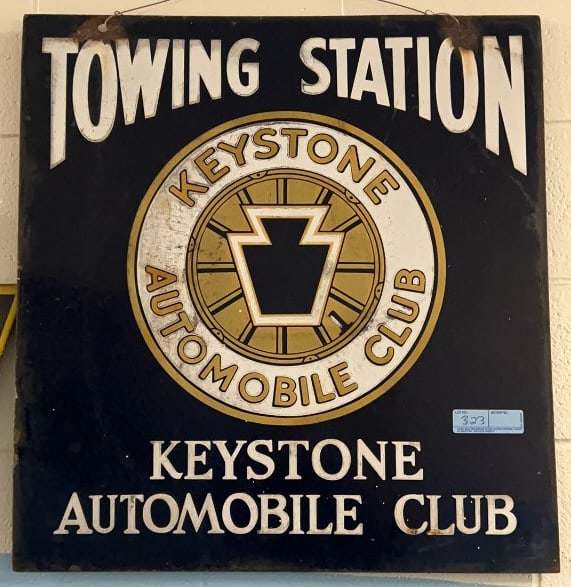 TOWING STATION
KEYSTONE
AUTOMOBILE CLUB
323
KEYSTONE
AUTOMOBILE CLUB